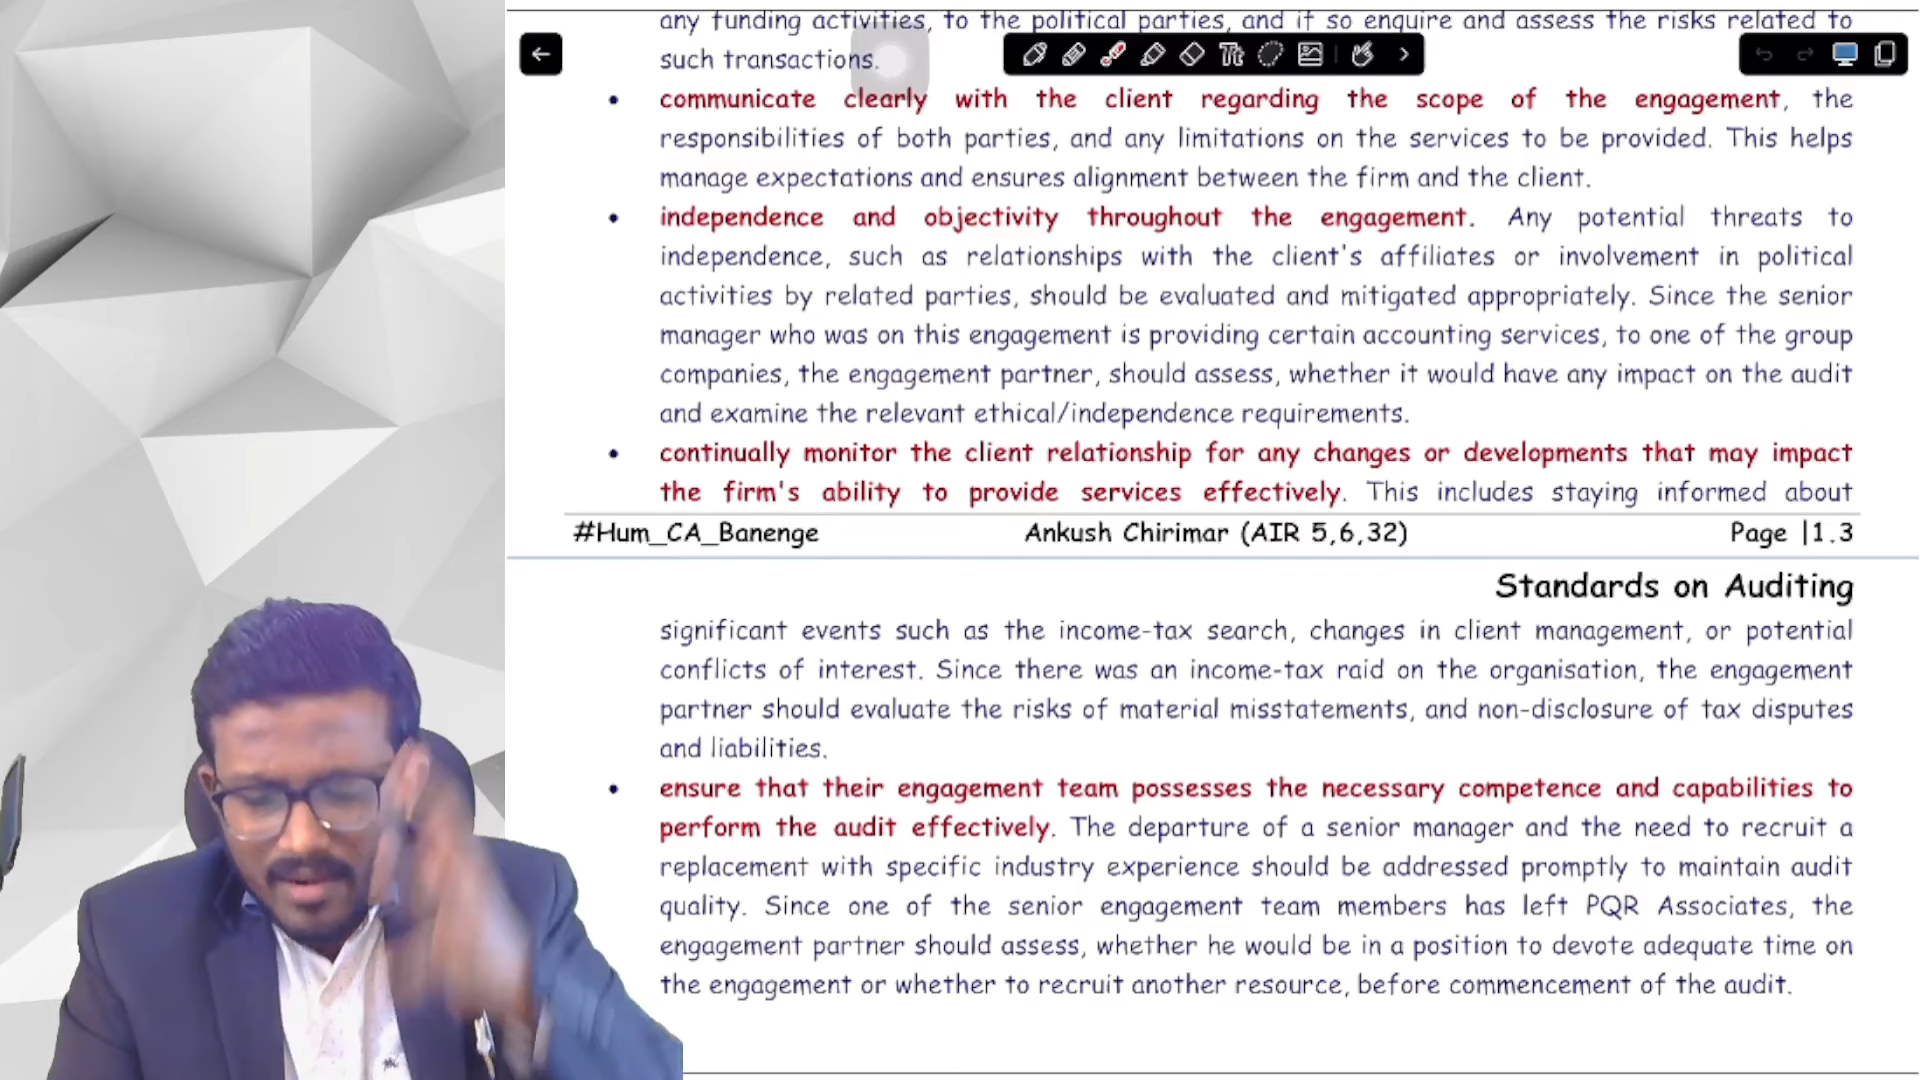 any funding activities, to the political parties, and if so enquire and assess the risks related to
such transactions.
• communicate clearly with the client regarding the scope of the engagement, the
responsibilities of both parties, and any limitations on the services to be provided. This helps
manage expectations and ensures alignment between the firm and the client.
• independence and objectivity throughout the engagement. Any potential threats to
independence, such as relationships with the client's affiliates or involvement in political
activities by related parties, should be evaluated and mitigated appropriately. Since the senior
manager who was on this engagement is providing certain accounting services, to one of the group
companies, the engagement partner, should assess, whether it would have any impact on the audit
and examine the relevant ethical/independence requirements.
• continually monitor the client relationship for any changes or developments that may impact
the firm's ability to provide services effectively. This includes staying informed about
#Hum_CA_Banenge Ankush Chirimar (AIR 5,6,32) Page |1.3
Standards on Auditing
significant events such as the income-tax search, changes in client management, or potential
conflicts of interest. Since there was an income-tax raid on the organisation, the engagement
partner should evaluate the risks of material misstatements, and non-disclosure of tax disputes
and liabilities.
• ensure that their engagement team possesses the necessary competence and capabilities to
perform the audit effectively. The departure of a senior manager and the need to recruit a
replacement with specific industry experience should be addressed promptly to maintain audit
quality. Since one of the senior engagement team members has left PQR Associates, the
engagement partner should assess, whether he would be in a position to devote adequate time on
the engagement or whether to recruit another resource, before commencement of the audit.